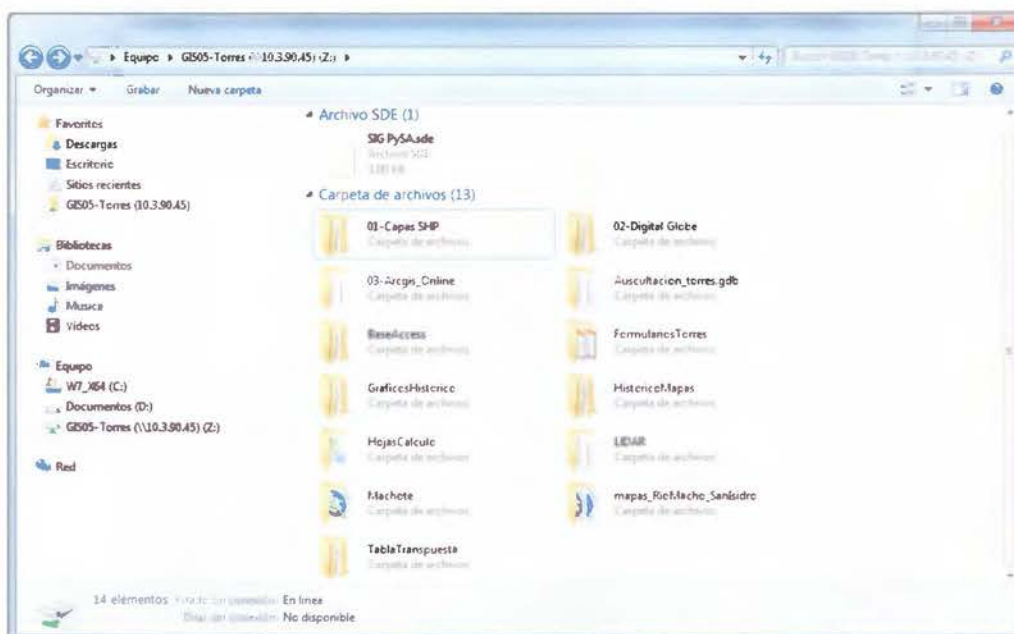 Equipo ▸ GIS05-Torres (\\10.3.90.45) (Z:) ▸
Organizar Grabar Nueva carpeta
Favoritos
Descargas
Escritorio
Sitios recientes
GIS05-Torres (10.3.90.45)
Bibliotecas
Documentos
Imágenes
Musica
Videos
Equipo
W7_X64 (C:)
Documentos (D:)
GIS05-Torres (\\10.3.90.45) (Z:)
Red
Archivo SDE (1)
SIG PySA.sde
Archivo SDE
Carpeta de archivos (13)
01-Capas SHP
Carpeta de archivos
02-Digital Globe
Carpeta de archivos
03-Arcgis_Online
Carpeta de archivos
Auscultacion_torres.gdb
Carpeta de archivos
BaseAccess
Carpeta de archivos
FormulariosTorres
Carpeta de archivos
GraficosHistorico
Carpeta de archivos
HistoricoMapas
Carpeta de archivos
HojasCalculo
Carpeta de archivos
LIDAR
Carpeta de archivos
Machote
Carpeta de archivos
mapas_RioMacho_SanIsidro
Carpeta de archivos
TablaTranspuesta
Carpeta de archivos
14 elementos En línea
No disponible